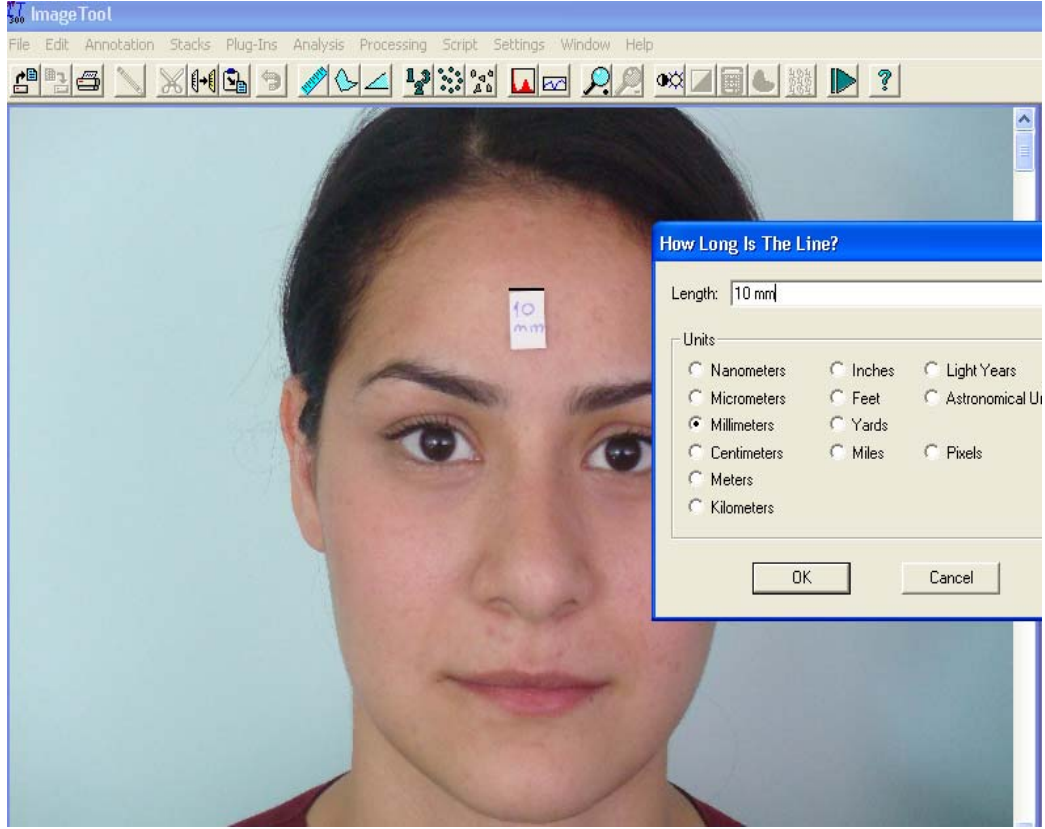 ImageTool
File Edit Annotation Stacks Plug-Ins Analysis Processing Script Settings Window Help
10
mm
How Long Is The Line?
Length: 10 mm
Units
Nanometers Inches Light Years
Micrometers Feet Astronomical
Millimeters Yards
Centimeters Miles Pixels
Meters
Kilometers
OK Cancel